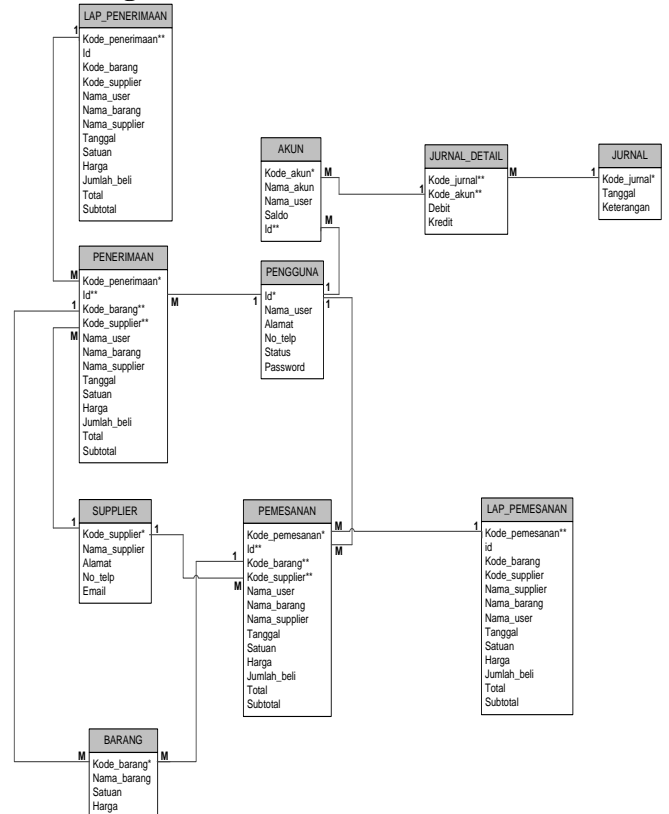 LAP_PENERIMAAN
1
Kode_penerimaan**
Id
Kode_barang
Kode_supplier
Nama_user
Nama_barang
Nama_supplier
Tanggal
Satuan
Harga
Jumlah_beli
Total
Subtotal
AKUN
Kode_akun*
M
Nama_akun
Nama_user
Saldo
M
Id**
JURNAL_DETAIL
M
1
Kode_jurnal**
Kode_akun**
Debit
Kredit
JURNAL
1
Kode_jurnal*
Tanggal
Keterangan
PENERIMAAN
M
Kode_penerimaan*
Id**
M
1
Kode_barang**
Kode_supplier**
M
Nama_user
Nama_barang
Nama_supplier
Tanggal
Satuan
Harga
Jumlah_beli
Total
Subtotal
PENGGUNA
1
1
1
Id*
Nama_user
Alamat
No_telp
Status
Password
SUPPLIER
1
Kode_supplier*
1
Nama_supplier
Alamat
No_telp
Email
PEMESANAN
M
Kode_pemesanan*
Id**
M
1
Kode_barang**
Kode_supplier**
M
Nama_user
Nama_barang
Nama_supplier
Tanggal
Satuan
Harga
Jumlah_beli
Total
Subtotal
LAP_PEMESANAN
1
Kode_pemesanan**
id
Kode_barang
Kode_supplier
Nama_supplier
Nama_barang
Nama_user
Tanggal
Satuan
Harga
Jumlah_beli
Total
Subtotal
BARANG
M
Kode_barang*
M
Nama_barang
Satuan
Harga